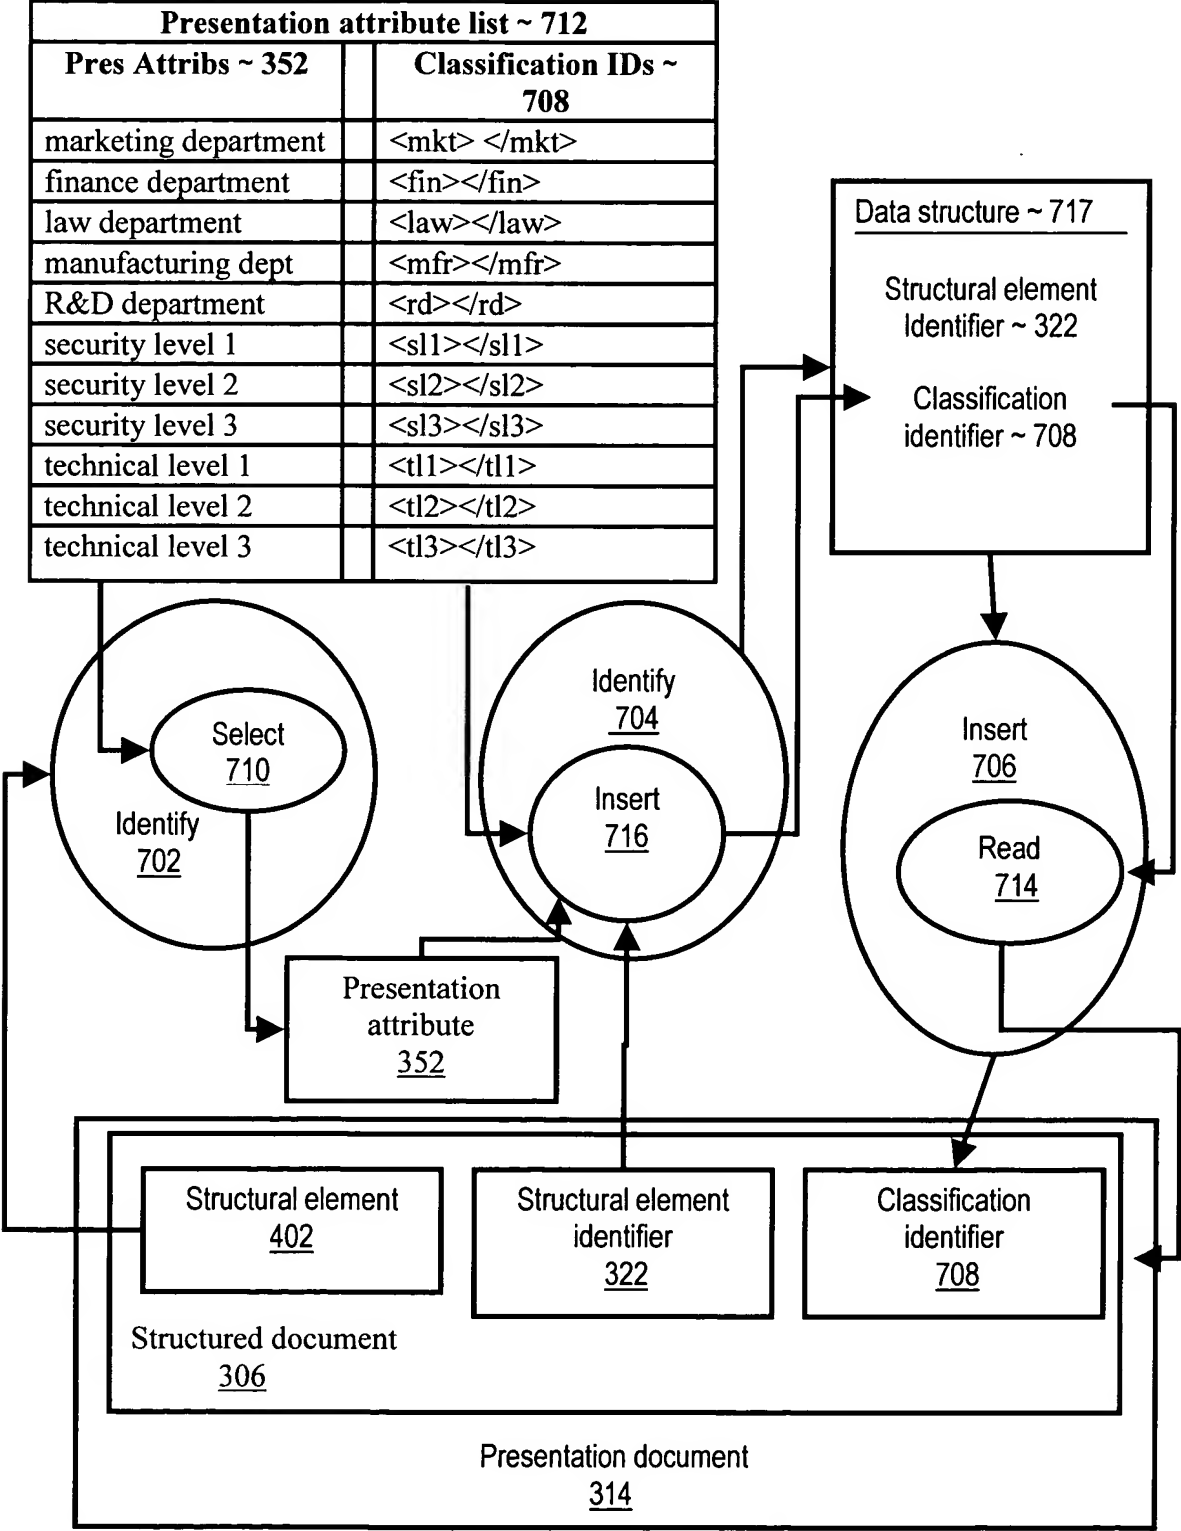 Presentation attribute list ~ 712
Pres Attribs ~ 352
Classification IDs ~
708
marketing department
<mkt> </mkt>
finance department
<fin></fin>
law department
<law></law>
manufacturing dept
<mfr></mfr>
R&D department
<rd></rd>
security level 1
<sl1></sl1>
security level 2
<sl2></sl2>
security level 3
<sl3></sl3>
technical level 1
<tl1></tl1>
technical level 2
<tl2></tl2>
technical level 3
<tl3></tl3>
Data structure ~ 717
Structural element
Identifier ~ 322
Classification
identifier ~ 708
Select
710
Identify
702
Identify
704
Insert
716
Insert
706
Read
714
Presentation
attribute
352
Structural element
402
Structural element
identifier
322
Classification
identifier
708
Structured document
306
Presentation document
314